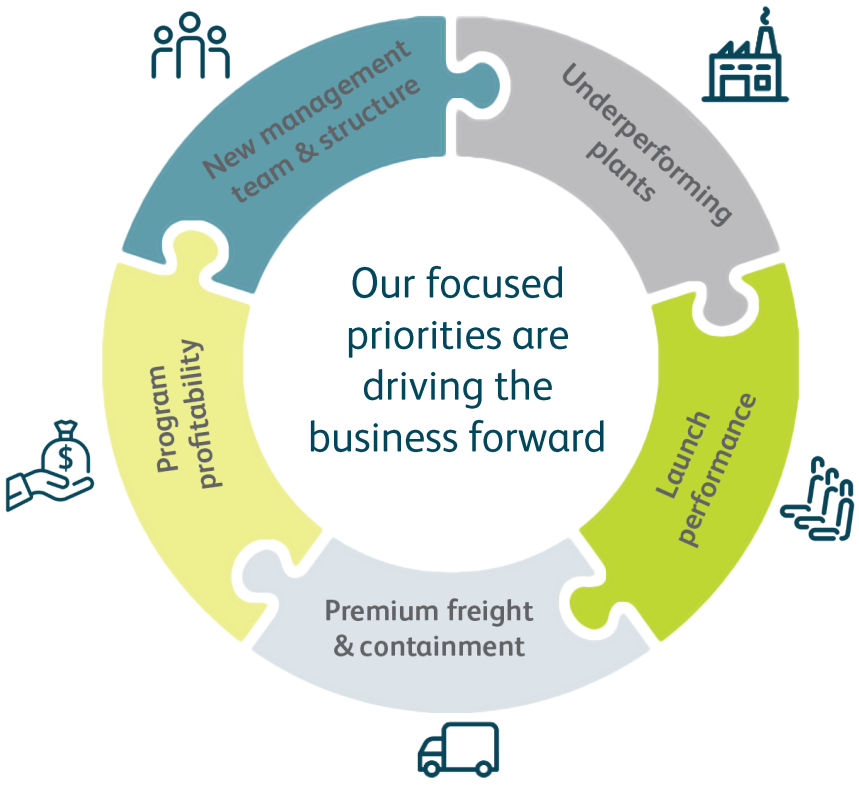 New management
team & structure
Underperforming
plants
Launch
performance
Premium freight
& containment
Program
profitability
Our focused
priorities are
driving the
business forward
$